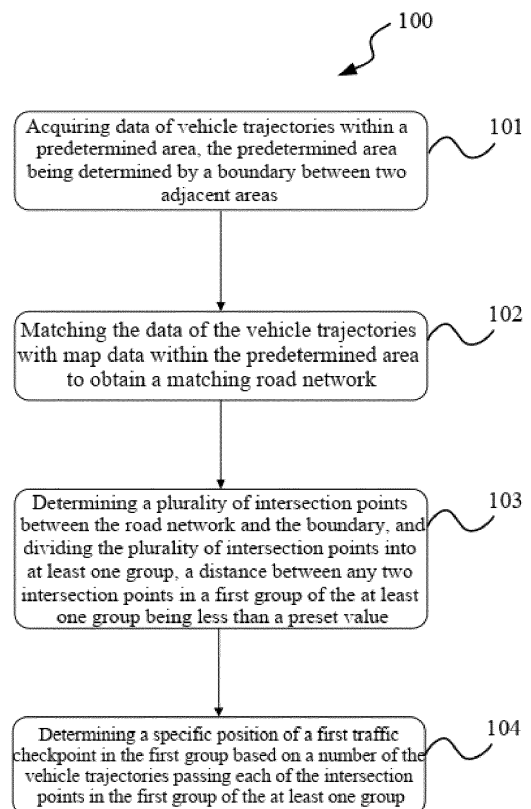 100
Acquiring data of vehicle trajectories within a
predetermined area, the predetermined area
being determined by a boundary between two
adjacent areas
101
Matching the data of the vehicle trajectories
with map data within the predetermined area
to obtain a matching road network
102
Determining a plurality of intersection points
between the road network and the boundary, and
dividing the plurality of intersection points into
at least one group, a distance between any two
intersection points in a first group of the at least
one group being less than a preset value
103
Determining a specific position of a first traffic
checkpoint in the first group based on a number of the
vehicle trajectories passing each of the intersection
points in the first group of the at least one group
104